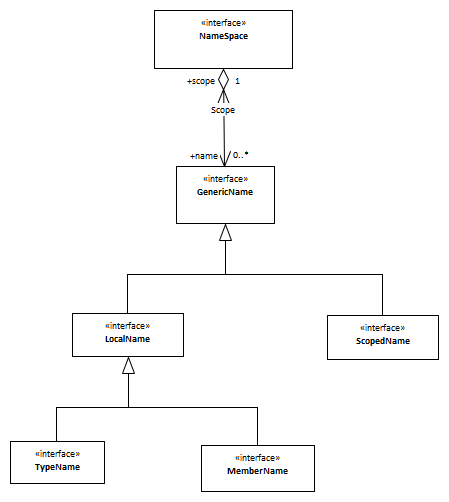 «interface»
NameSpace
+scope
1
Scope
+name
0..*
«interface»
GenericName
«interface»
LocalName
«interface»
ScopedName
«interface»
TypeName
«interface»
MemberName